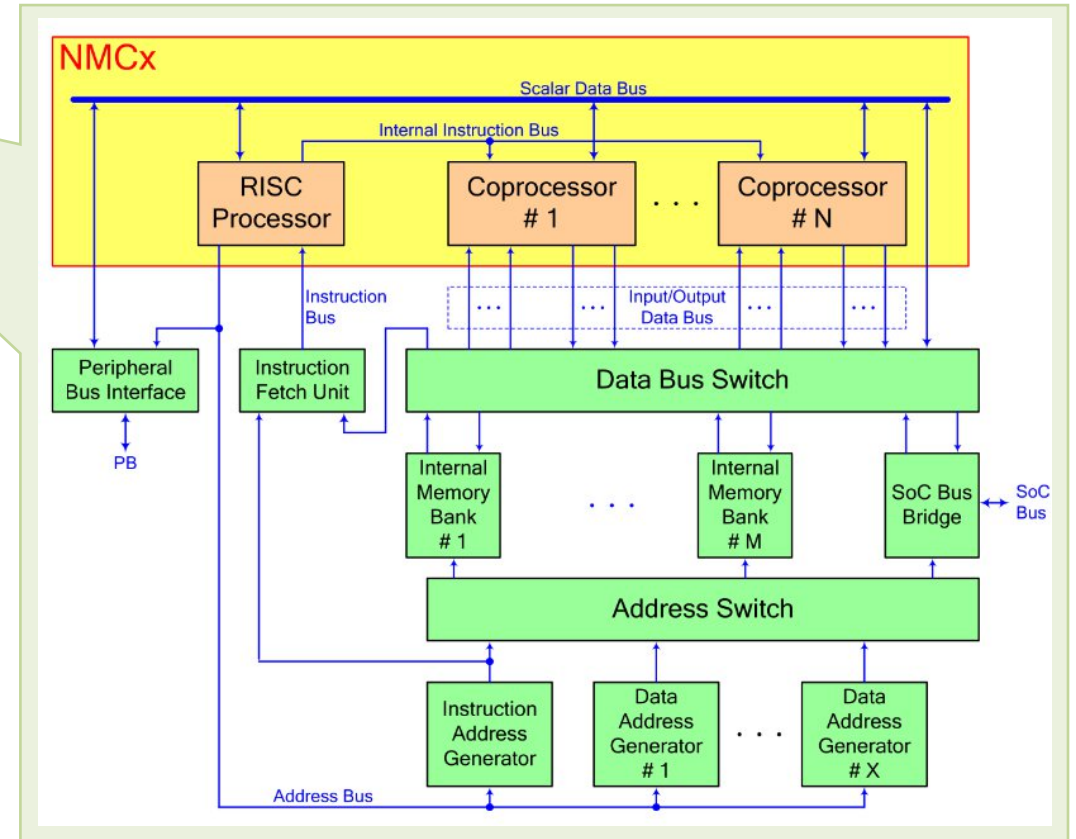 NMCx
Scalar Data Bus
Internal Instruction Bus
RISC
Processor
Coprocessor
# 1
. . .
Coprocessor
# N
Instruction
Bus
...
Input/Output
Data Bus
...
...
...
Peripheral
Bus Interface
Instruction
Fetch Unit
Data Bus Switch
PB
Internal
Memory
Bank
# 1
. . .
Internal
Memory
Bank
# M
SoC Bus
Bridge
SoC
Bus
Address Switch
Instruction
Address
Generator
Data
Address
Generator
# 1
. . .
Data
Address
Generator
# X
Address Bus